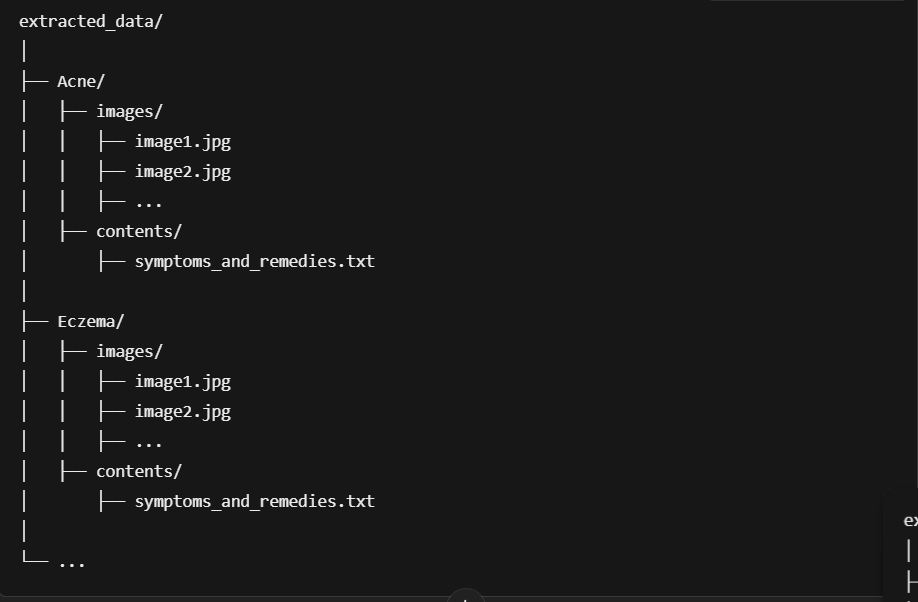 extracted_data/
│
├── Acne/
│   ├── images/
│   │   ├── image1.jpg
│   │   ├── image2.jpg
│   │   ├── ...
│   ├── contents/
│       ├── symptoms_and_remedies.txt
│
├── Eczema/
│   ├── images/
│   │   ├── image1.jpg
│   │   ├── image2.jpg
│   │   ├── ...
│   ├── contents/
│       ├── symptoms_and_remedies.txt
│
└── ...